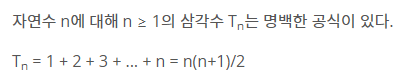 자연수 n에 대해 n ≥ 1의 삼각수 Tₙ는 명백한 공식이 있다.
Tₙ = 1 + 2 + 3 + ... + n = n(n+1)/2